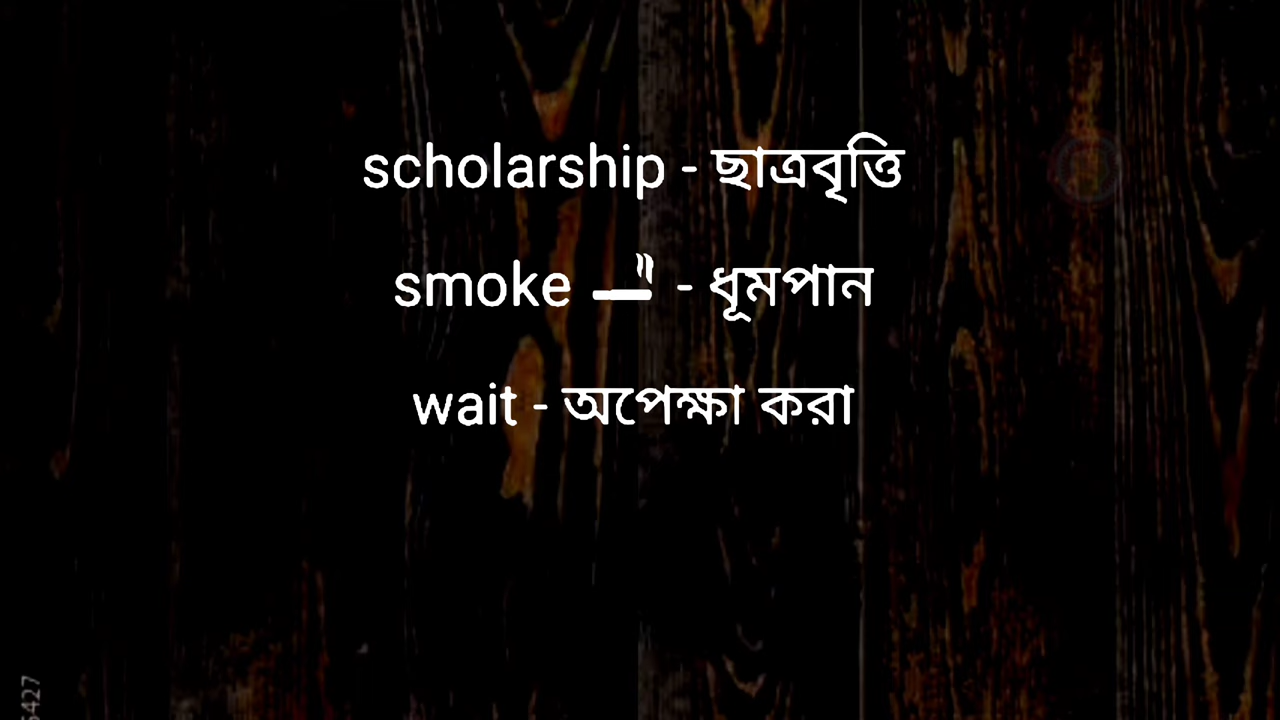 scholarship - ছাত্রবৃত্তি
smoke 🚬 - ধূমপান
wait - অপেক্ষা করা